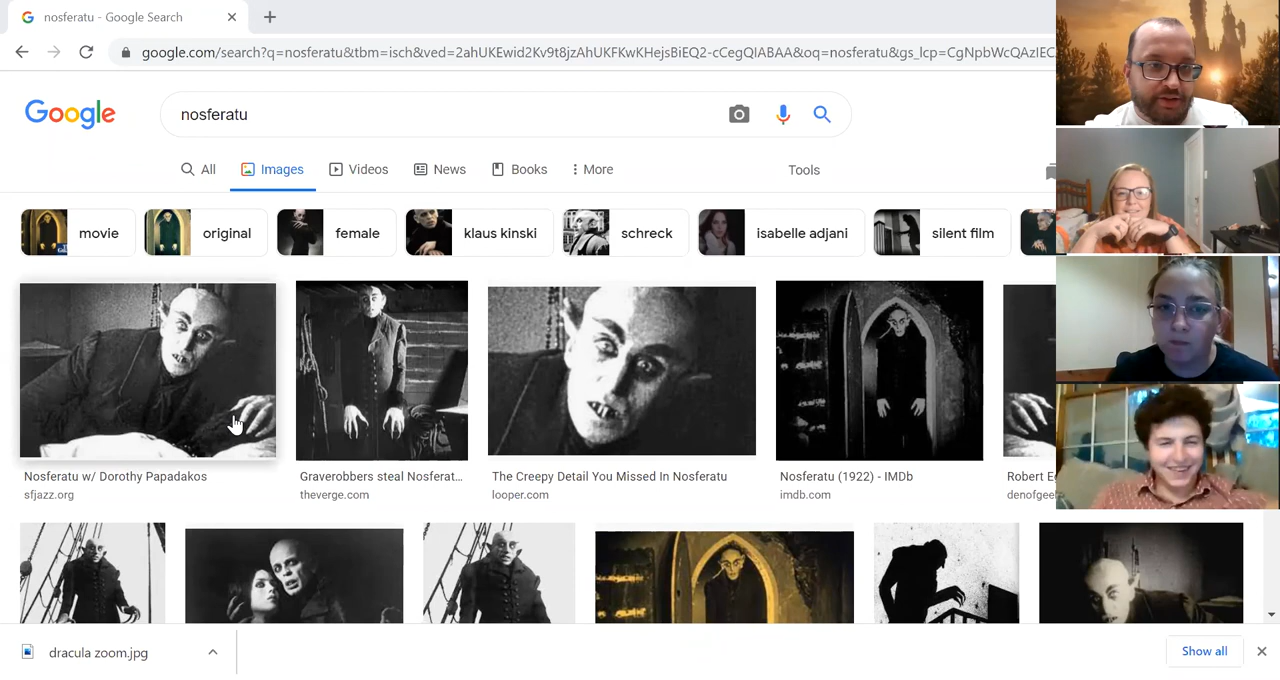 nosferatu - Google Search
google.com/search?q=nosferatu&tbm=isch&ved=2ahUKEwid2Kv9t8jzAhUKFKwKHejsBiEQ2-cCegQIABAA&oq=nosferatu&gs_lcp=CgNpbWcQAzIEC
Google
nosferatu
All
Images
Videos
News
Books
More
Tools
movie
original
female
klaus kinski
schreck
isabelle adjani
silent film
Nosferatu w/ Dorothy Papadakos
sfjazz.org
Graverobbers steal Nosferat...
theverge.com
The Creepy Detail You Missed In Nosferatu
looper.com
Nosferatu (1922) - IMDb
imdb.com
Robert E
denofgee
dracula zoom.jpg
Show all